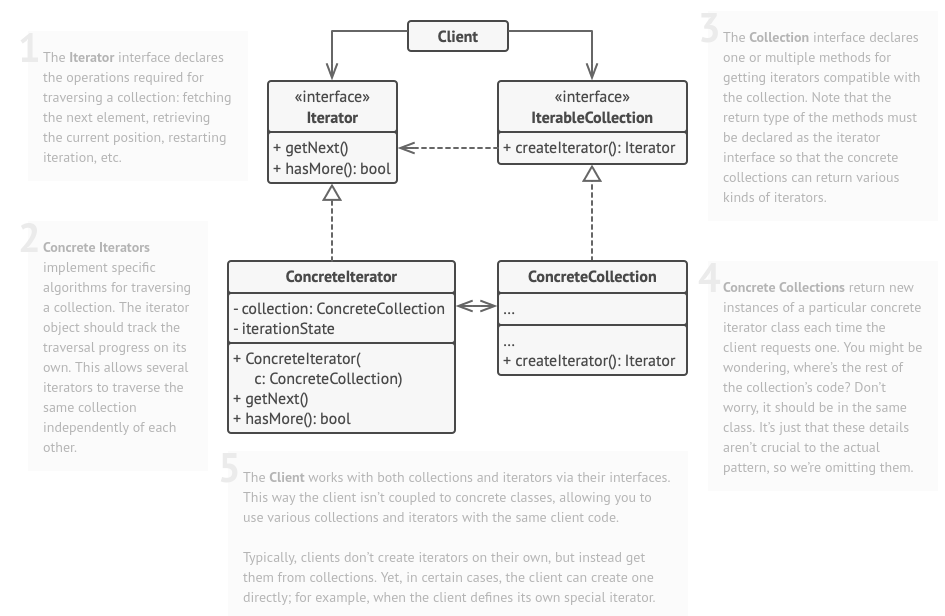 Client
1
The Iterator interface declares
the operations required for
traversing a collection: fetching
the next element, retrieving
the current position, restarting
iteration, etc.
«interface»
Iterator
+ getNext()
+ hasMore(): bool
«interface»
IterableCollection
+ createIterator(): Iterator
3
The Collection interface declares
one or multiple methods for
getting iterators compatible with
the collection. Note that the
return type of the methods must
be declared as the iterator
interface so that the concrete
collections can return various
kinds of iterators.
2
Concrete Iterators
implement specific
algorithms for traversing
a collection. The iterator
object should track the
traversal progress on its
own. This allows several
iterators to traverse the
same collection
independently of each
other.
ConcreteIterator
- collection: ConcreteCollection
- iterationState
+ ConcreteIterator(
c: ConcreteCollection)
+ getNext()
+ hasMore(): bool
ConcreteCollection
...
...
+ createIterator(): Iterator
4
Concrete Collections return new
instances of a particular concrete
iterator class each time the
client requests one. You might be
wondering, where's the rest of
the collection's code? Don't
worry, it should be in the same
class. It's just that these details
aren't crucial to the actual
pattern, so we're omitting them.
5
The Client works with both collections and iterators via their interfaces.
This way the client isn't coupled to concrete classes, allowing you to
use various collections and iterators with the same client code.
Typically, clients don't create iterators on their own, but instead get
them from collections. Yet, in certain cases, the client can create one
directly; for example, when the client defines its own special iterator.